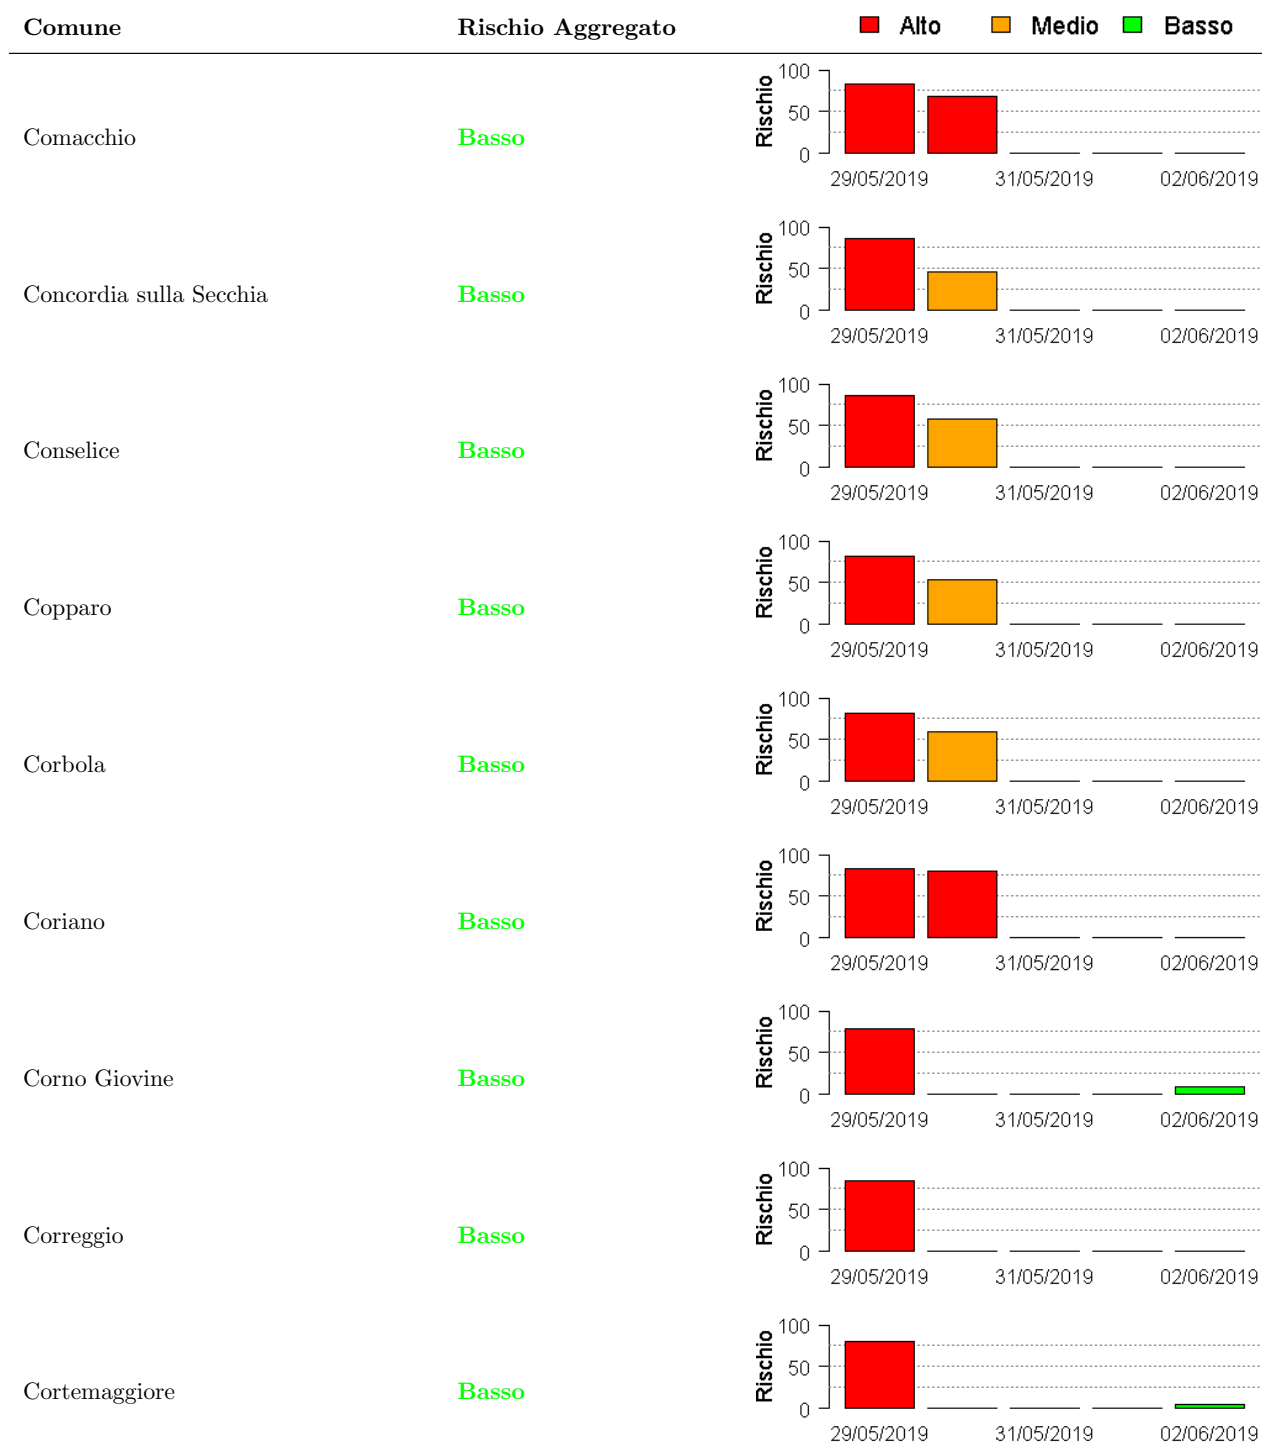 Comune Rischio Aggregato Alto Medio Basso
Comacchio Basso
Rischio
100
50
0
29/05/2019 31/05/2019 02/06/2019
Concordia sulla Secchia Basso
Rischio
100
50
0
29/05/2019 31/05/2019 02/06/2019
Conselice Basso
Rischio
100
50
0
29/05/2019 31/05/2019 02/06/2019
Copparo Basso
Rischio
100
50
0
29/05/2019 31/05/2019 02/06/2019
Corbola Basso
Rischio
100
50
0
29/05/2019 31/05/2019 02/06/2019
Coriano Basso
Rischio
100
50
0
29/05/2019 31/05/2019 02/06/2019
Corno Giovine Basso
Rischio
100
50
0
29/05/2019 31/05/2019 02/06/2019
Correggio Basso
Rischio
100
50
0
29/05/2019 31/05/2019 02/06/2019
Cortemaggiore Basso
Rischio
100
50
0
29/05/2019 31/05/2019 02/06/2019